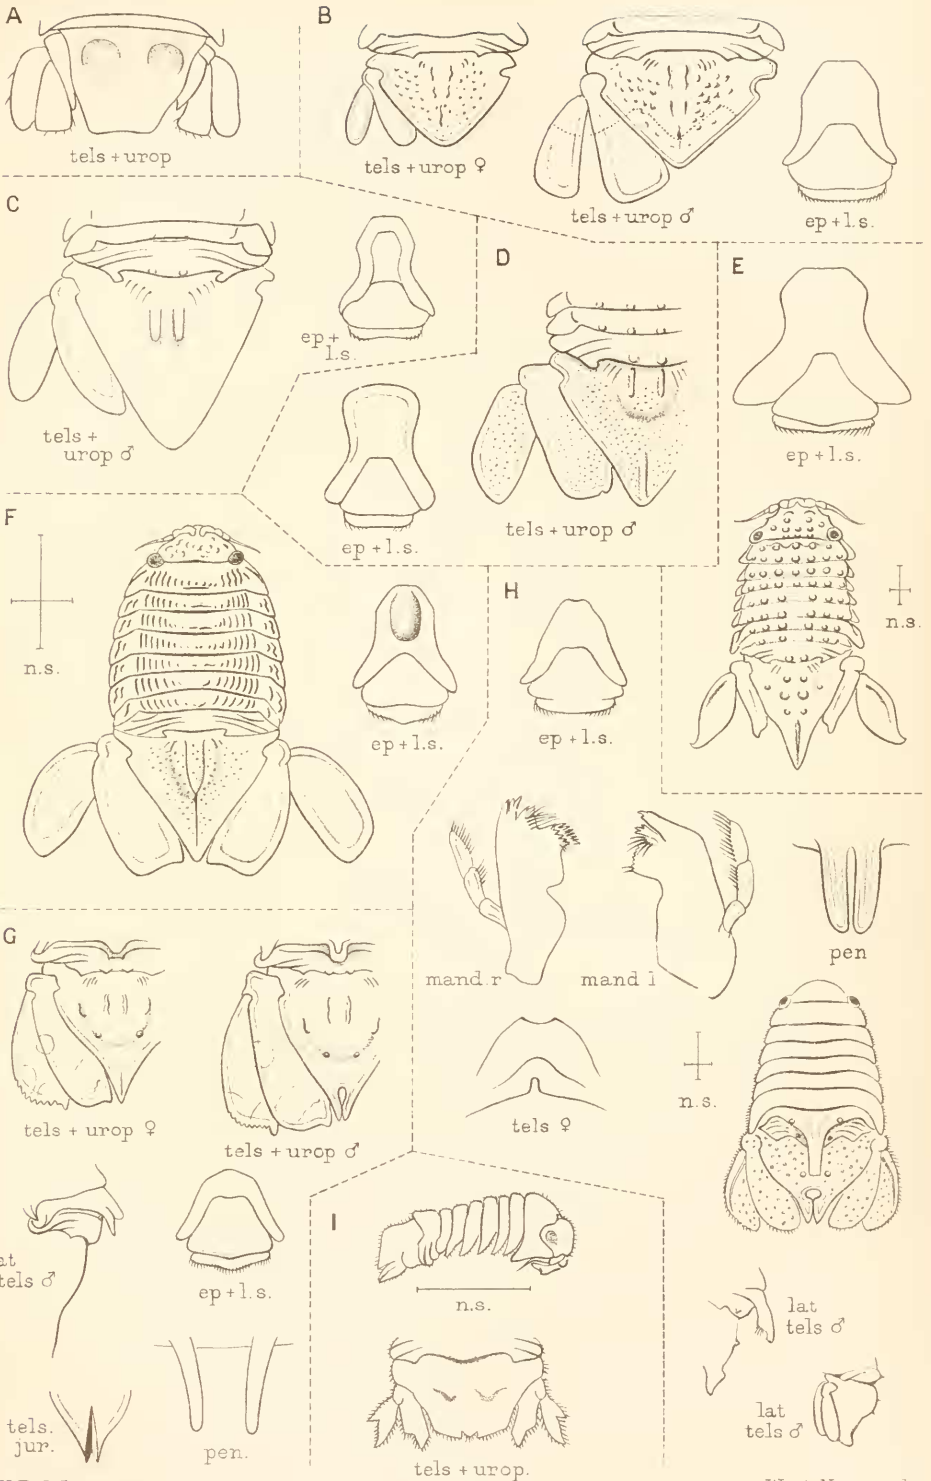 A
tels + urop
B
tels + urop ♀
tels + urop ♂
ep + l.s.
C
tels +
urop ♂
ep +
l.s.
D
tels + urop ♂
ep + l.s.
E
ep + l.s.
n.s.
F
n.s.
ep + l.s.
H
ep + l.s.
mand. r
mand l
pen
tels ♀
n.s.
G
tels + urop ♀
tels + urop ♂
tels ♂
ep + l.s.
tels.
jur.
pen.
I
n.s.
tels + urop.
lat
tels ♂
lat
tels ♂